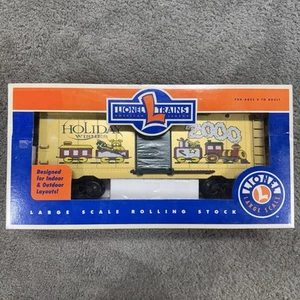 LIONEL L TRAINS
FOR AGES 8 TO ADULT
HOLIDAY
WISHES
2000
Designed
for Indoor
& Outdoor
Layouts!
LARGE SCALE ROLLING STOCK
L
LIONEL
LARGE SCALE